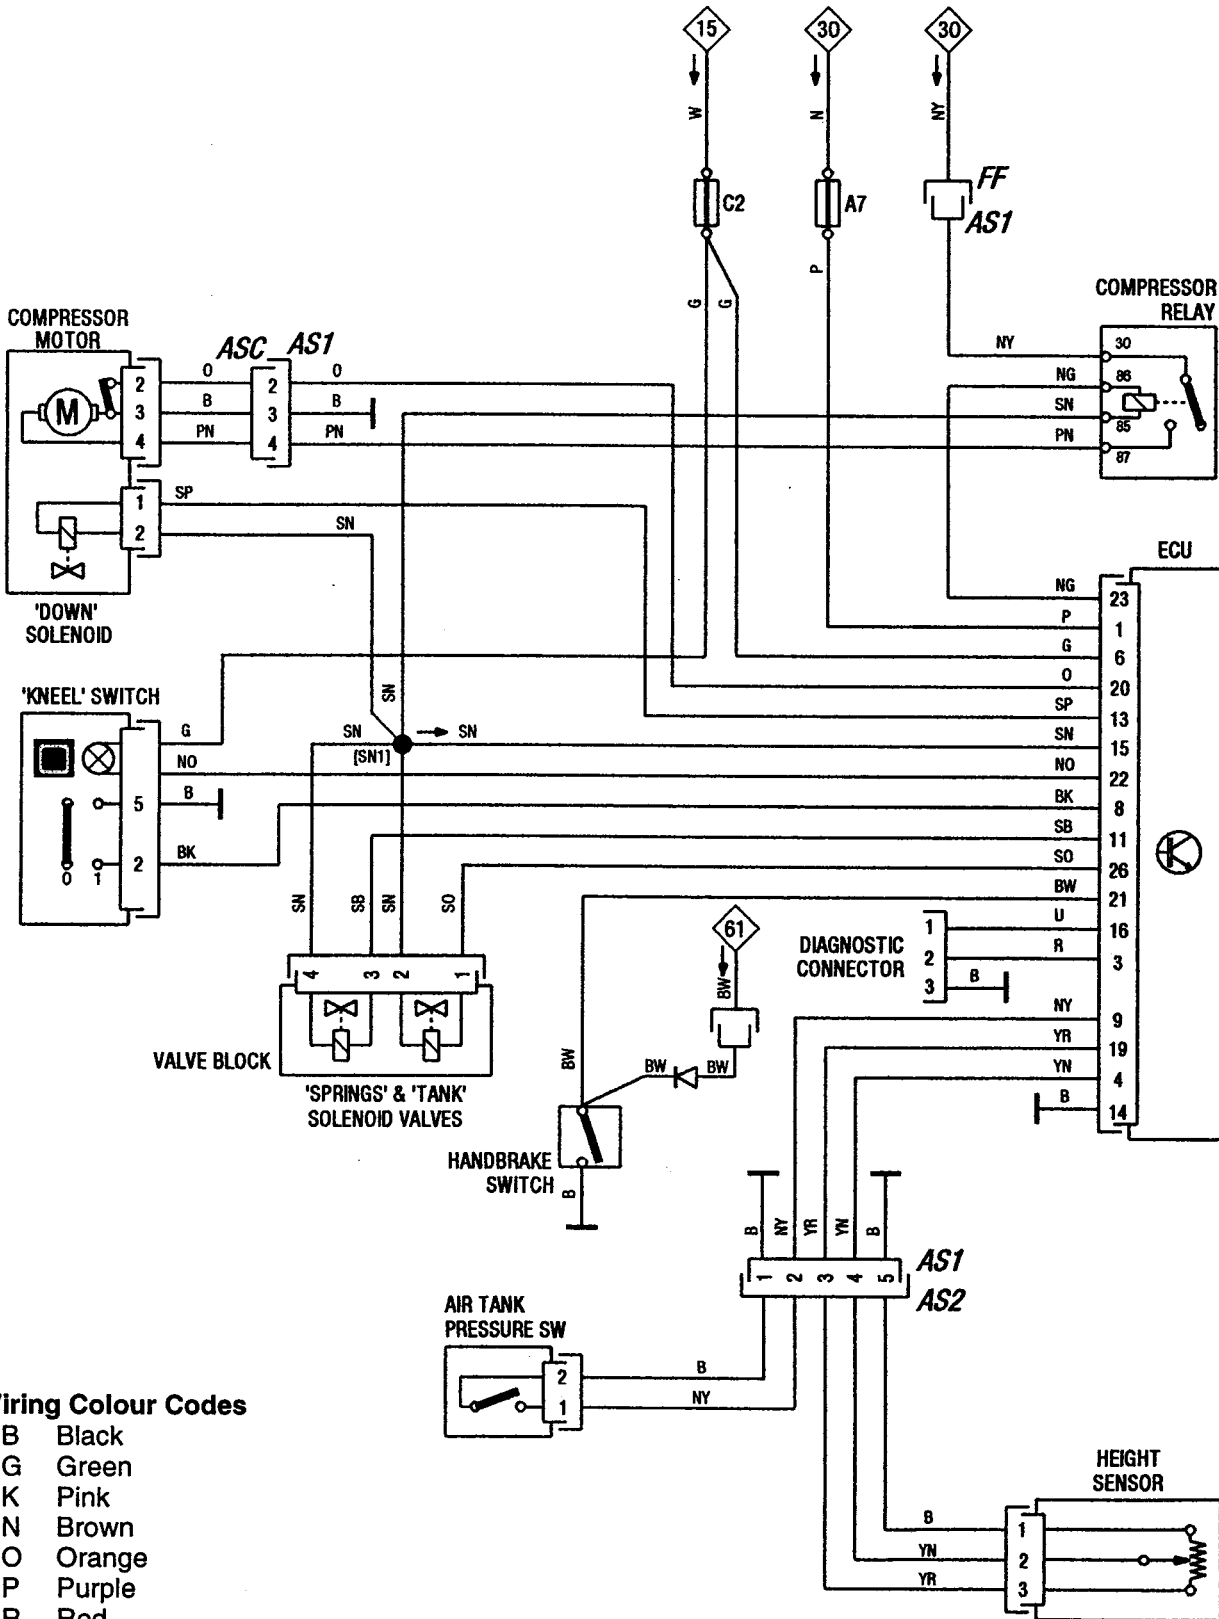 15 30 30
W N NY
C2 A7 FF
AS1
P
G G
COMPRESSOR
MOTOR
ASC AS1
2 O 2 O
3 B 3 B
4 PN 4 PN
1 SP
2 SN
'DOWN'
SOLENOID
COMPRESSOR
RELAY
NY 30
NG 86
SN 85
PN 87
ECU
NG 23
P 1
G 6
O 20
SP 13
SN 15
NO 22
BK 8
SB 11
SO 26
BW 21
U 16
R 3
NY 9
YR 19
YN 4
B 14
'KNEEL' SWITCH
G
NO
5 B
2 BK
0 1
SN
SN SN
[SN1]
SN SB SN SO
4 3 2 1
VALVE BLOCK
'SPRINGS' & 'TANK'
SOLENOID VALVES
61
BW
BW BW
BW
HANDBRAKE
SWITCH
B
DIAGNOSTIC
CONNECTOR
1
2
3 B
B NY YR YN B
1 2 3 4 5
AS1
AS2
AIR TANK
PRESSURE SW
2 B
1 NY
HEIGHT
SENSOR
B 1
YN 2
YR 3
M
iring Colour Codes
B Black
G Green
K Pink
N Brown
O Orange
P Purple
R Red